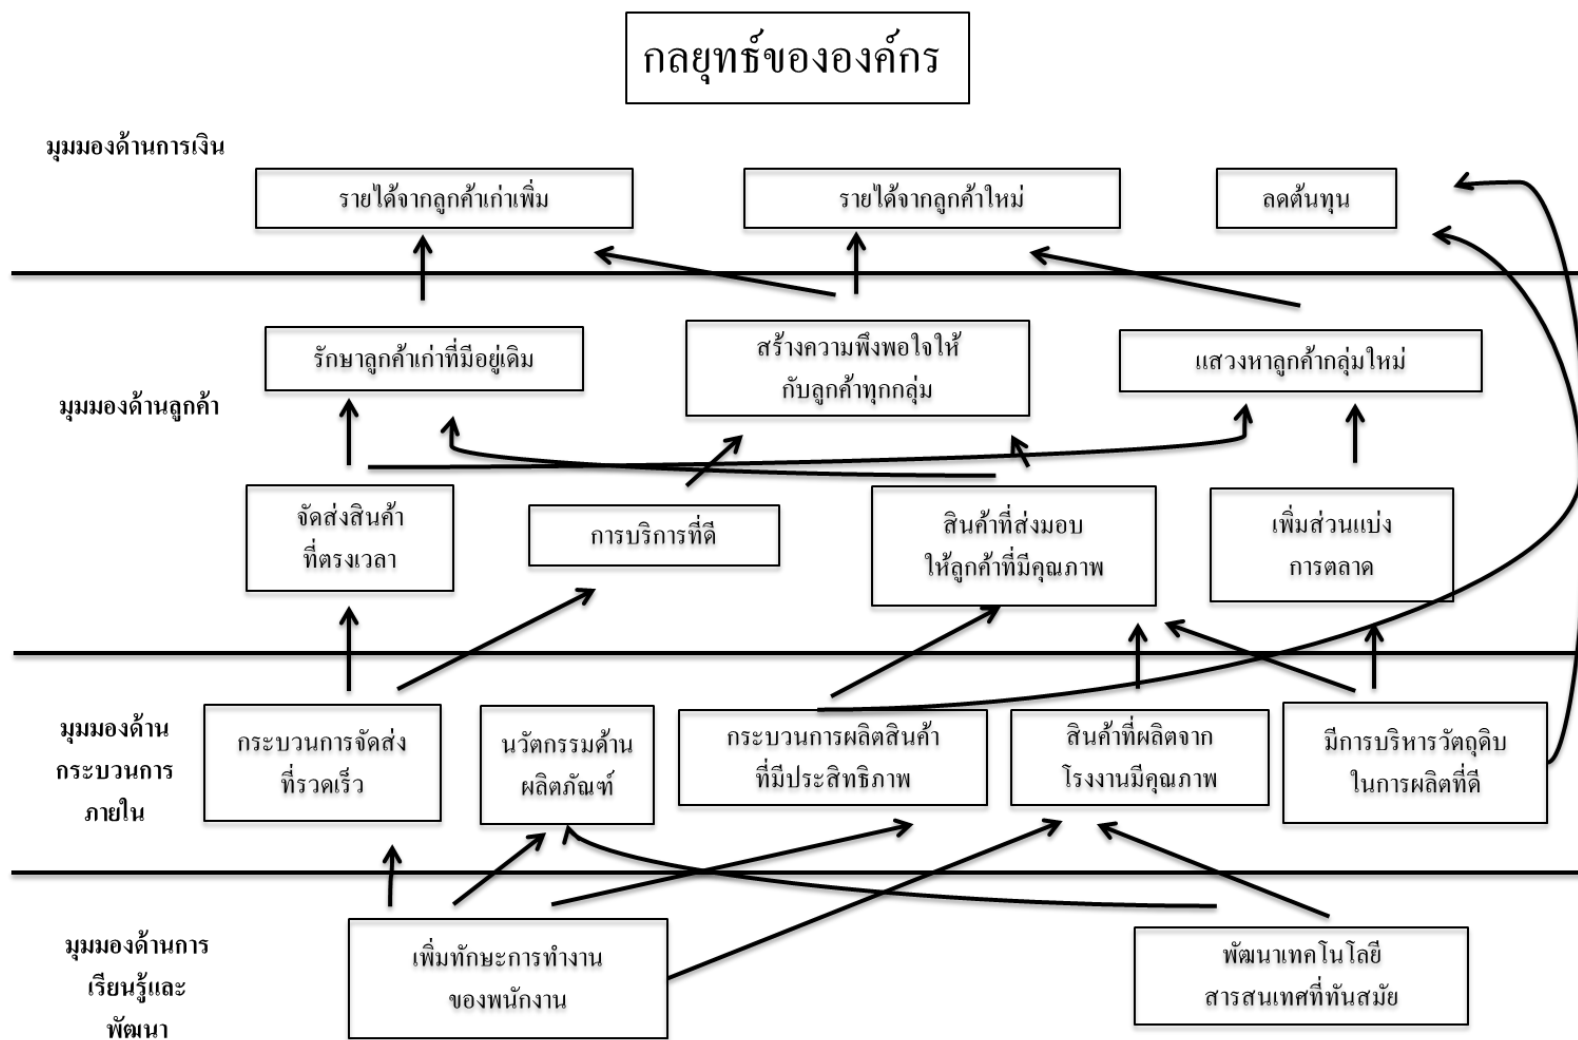 กลยุทธ์ขององค์กร
มุมมองด้านการเงิน
รายได้จากลูกค้าเก่าเพิ่ม
รายได้จากลูกค้าใหม่
ลดต้นทุน
มุมมองด้านลูกค้า
รักษาลูกค้าเก่าที่มีอยู่เดิม
สร้างความพึงพอใจให้
กับลูกค้าทุกกลุ่ม
แสวงหาลูกค้ากลุ่มใหม่
จัดส่งสินค้า
ที่ตรงเวลา
การบริการที่ดี
สินค้าที่ส่งมอบ
ให้ลูกค้าที่มีคุณภาพ
เพิ่มส่วนแบ่ง
การตลาด
มุมมองด้าน
กระบวนการ
ภายใน
กระบวนการจัดส่ง
ที่รวดเร็ว
นวัตกรรมด้าน
ผลิตภัณฑ์
กระบวนการผลิตสินค้า
ที่มีประสิทธิภาพ
สินค้าที่ผลิตจาก
โรงงานมีคุณภาพ
มีการบริหารวัตถุดิบ
ในการผลิตที่ดี
มุมมองด้านการ
เรียนรู้และ
พัฒนา
เพิ่มทักษะการทำงาน
ของพนักงาน
พัฒนาเทคโนโลยี
สารสนเทศที่ทันสมัย